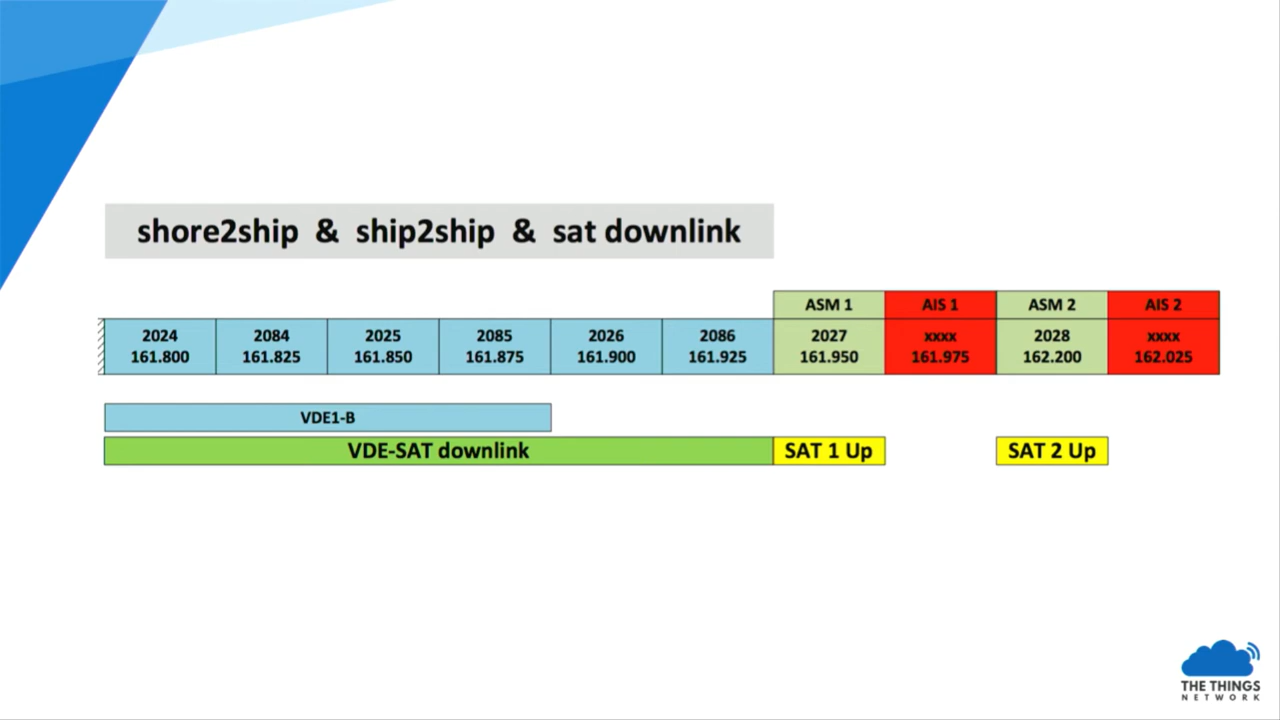 shore2ship & ship2ship & sat downlink
ASM 1 AIS 1 ASM 2 AIS 2
2024 2084 2025 2085 2026 2086 2027 xxxx 2028 xxxx
161.800 161.825 161.850 161.875 161.900 161.925 161.950 161.975 162.200 162.025
VDE1-B
VDE-SAT downlink SAT 1 Up SAT 2 Up
THE THINGS
NETWORK